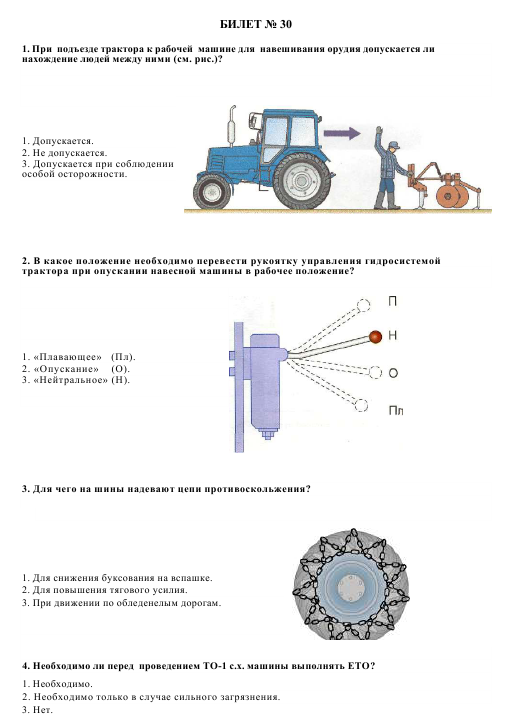 БИЛЕТ № 30
1. При подъезде трактора к рабочей машине для навешивания орудия допускается ли
нахождение людей между ними (см. рис.)?
1. Допускается.
2. Не допускается.
3. Допускается при соблюдении
особой осторожности.
2. В какое положение необходимо перевести рукоятку управления гидросистемой
трактора при опускании навесной машины в рабочее положение?
П
Н
О
Пл
1. «Плавающее» (Пл).
2. «Опускание» (О).
3. «Нейтральное» (Н).
3. Для чего на шины надевают цепи противоскольжения?
1. Для снижения буксования на вспашке.
2. Для повышения тягового усилия.
3. При движении по обледенелым дорогам.
4. Необходимо ли перед проведением ТО-1 с.х. машины выполнять ЕТО?
1. Необходимо.
2. Необходимо только в случае сильного загрязнения.
3. Нет.